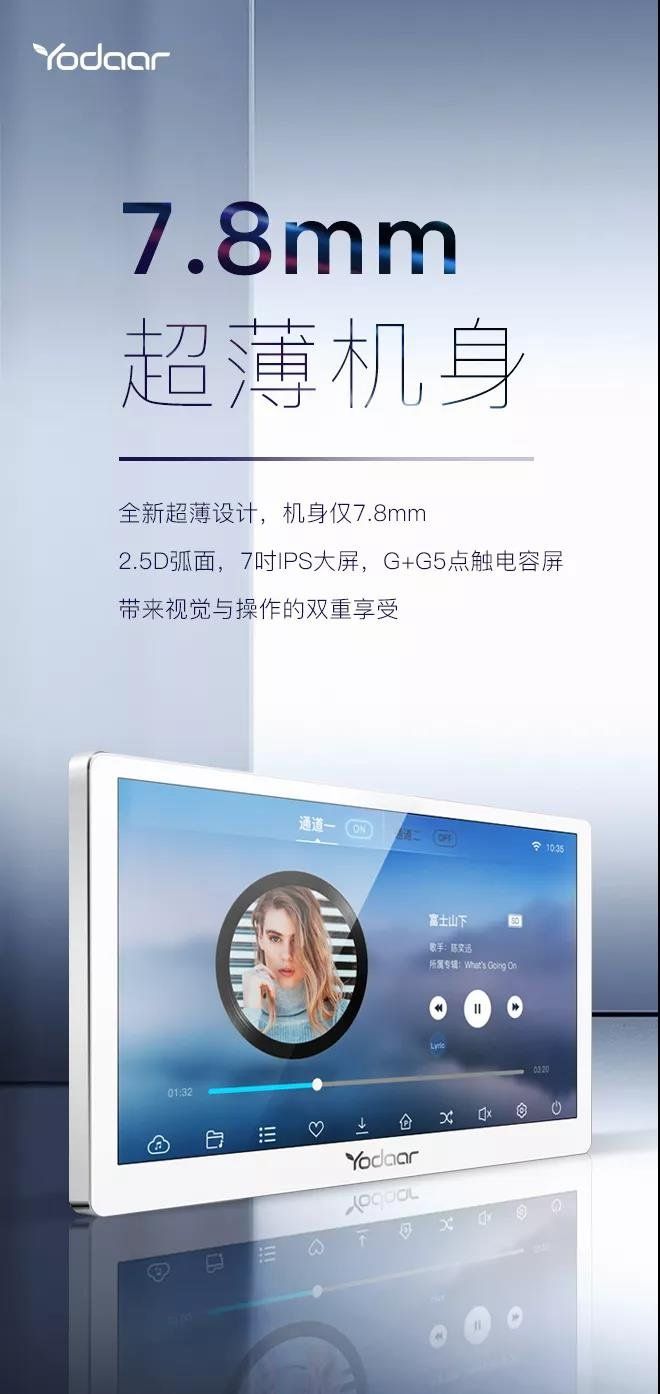 Yodaar
7.8mm
超薄机身
全新超薄设计，机身仅7.8mm
2.5D弧面，7吋IPS大屏，G+G5点触电容屏
带来视觉与操作的双重享受
通道一 ON 通道二 OFF
10:35
富士山下 SQ
歌手：陈奕迅
所属专辑：What's Going On
Lyric
01:32 03:20
Yodaar